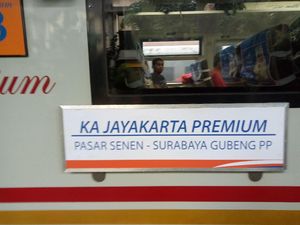 KA JAYAKARTA PREMIUM
PASAR SENEN - SURABAYA GUBENG PP